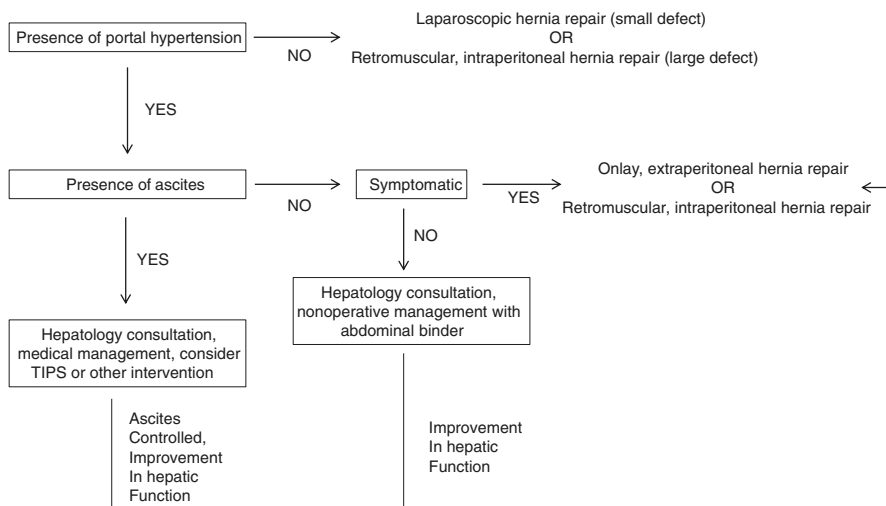 Presence of portal hypertension
NO
Laparoscopic hernia repair (small defect)
OR
Retromuscular, intraperitoneal hernia repair (large defect)
YES
Presence of ascites
NO
Symptomatic
YES
Onlay, extraperitoneal hernia repair
OR
Retromuscular, intraperitoneal hernia repair
YES
NO
Hepatology consultation,
medical management, consider
TIPS or other intervention
Hepatology consultation,
nonoperative management with
abdominal binder
Ascites
Controlled,
Improvement
In hepatic
Function
Improvement
In hepatic
Function